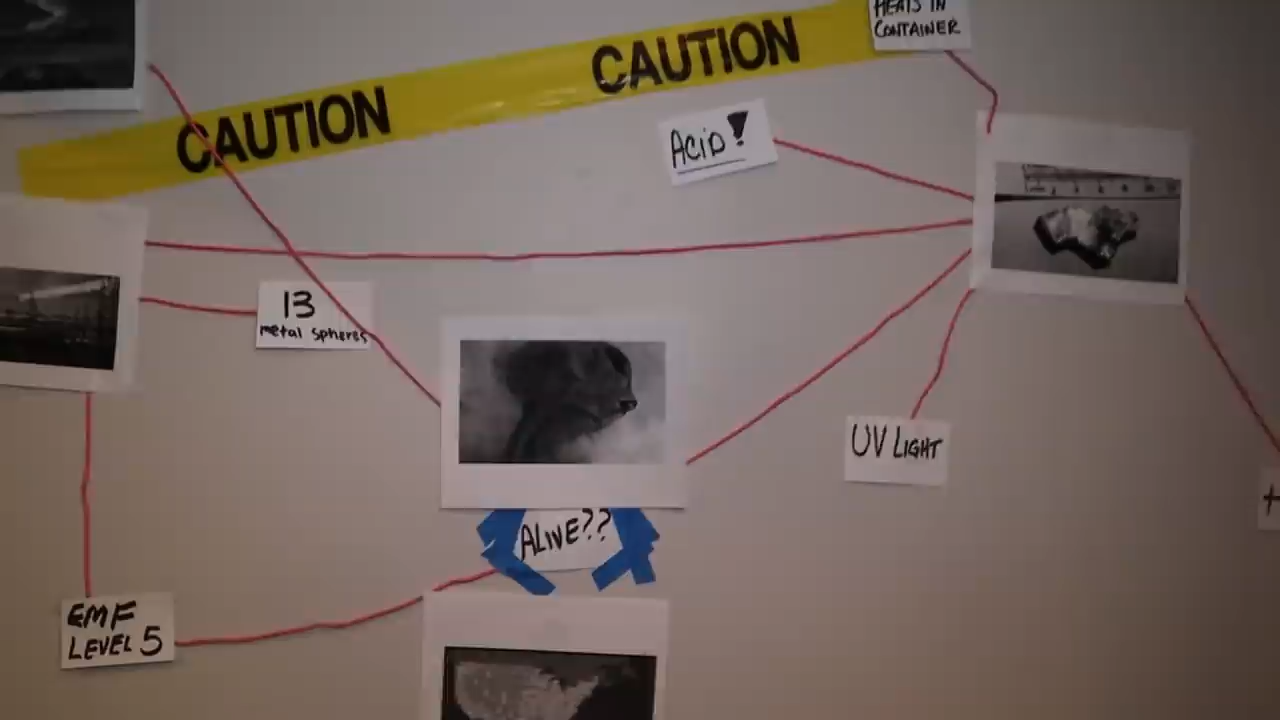 HEATS IN
CONTAINER
CAUTION CAUTION
ACID!
13
metal spheres
UV LIGHT
ALIVE??
EMF
LEVEL 5